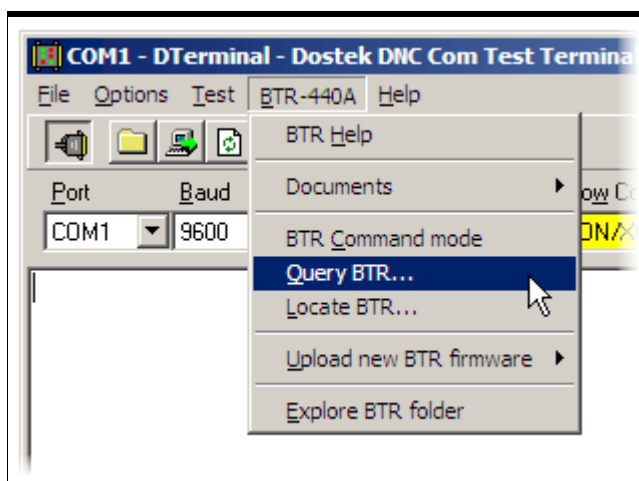 COM1 - DTerminal - Dostek DNC Com Test
File Options Test BTR-440A Help
BTR Help
Port Baud
Documents
COM1 9600
BTR Command mode
Query BTR...
Locate BTR...
Upload new BTR firmware
Explore BTR folder